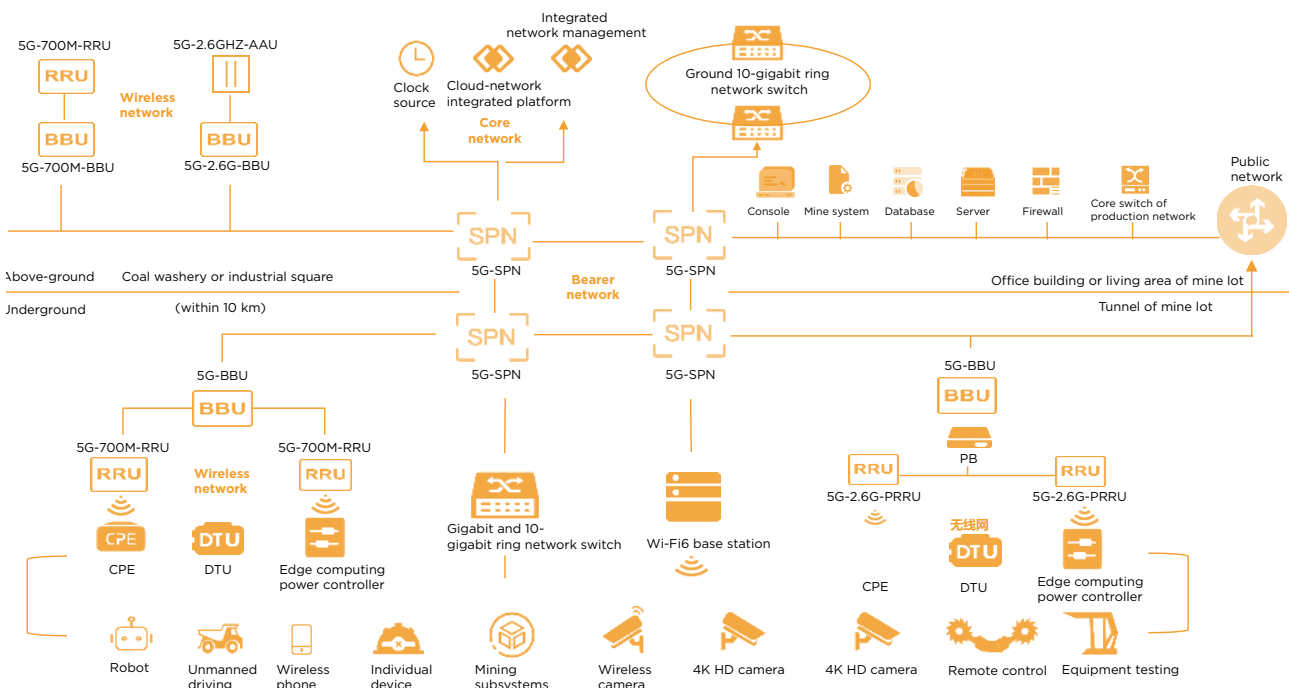 5G-700M-RRU
RRU
BBU
5G-700M-BBU
Wireless
network
5G-2.6GHZ-AAU
BBU
5G-2.6G-BBU
Clock
source
Cloud-network
integrated platform
Integrated
network management
Core
network
Ground 10-gigabit ring
network switch
Console
Mine system
Database
Server
Firewall
Core switch of
production network
Public
network
SPN
5G-SPN
SPN
5G-SPN
Above-ground
Coal washery or industrial square
Bearer
network
Office building or living area of mine lot
Underground
(within 10 km)
Tunnel of mine lot
SPN
5G-SPN
SPN
5G-SPN
5G-BBU
BBU
5G-700M-RRU
RRU
Wireless
network
5G-700M-RRU
RRU
CPE
CPE
DTU
DTU
Edge computing
power controller
Gigabit and 10-
gigabit ring network switch
Wi-Fi6 base station
5G-BBU
BBU
PB
RRU
5G-2.6G-PRRU
RRU
5G-2.6G-PRRU
CPE
无线网
DTU
DTU
Edge computing
power controller
Robot
Unmanned
driving
Wireless
phone
Individual
device
Mining
subsystems
Wireless
camera
4K HD camera
4K HD camera
Remote control
Equipment testing